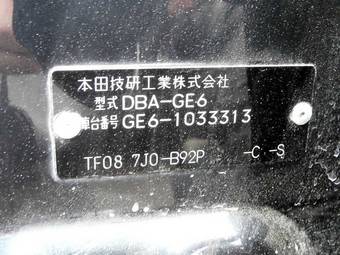 本田技研工業株式会社
型式 DBA-GE6
車台番号 GE6-1033313
TF08 7J0-B92P -C -S